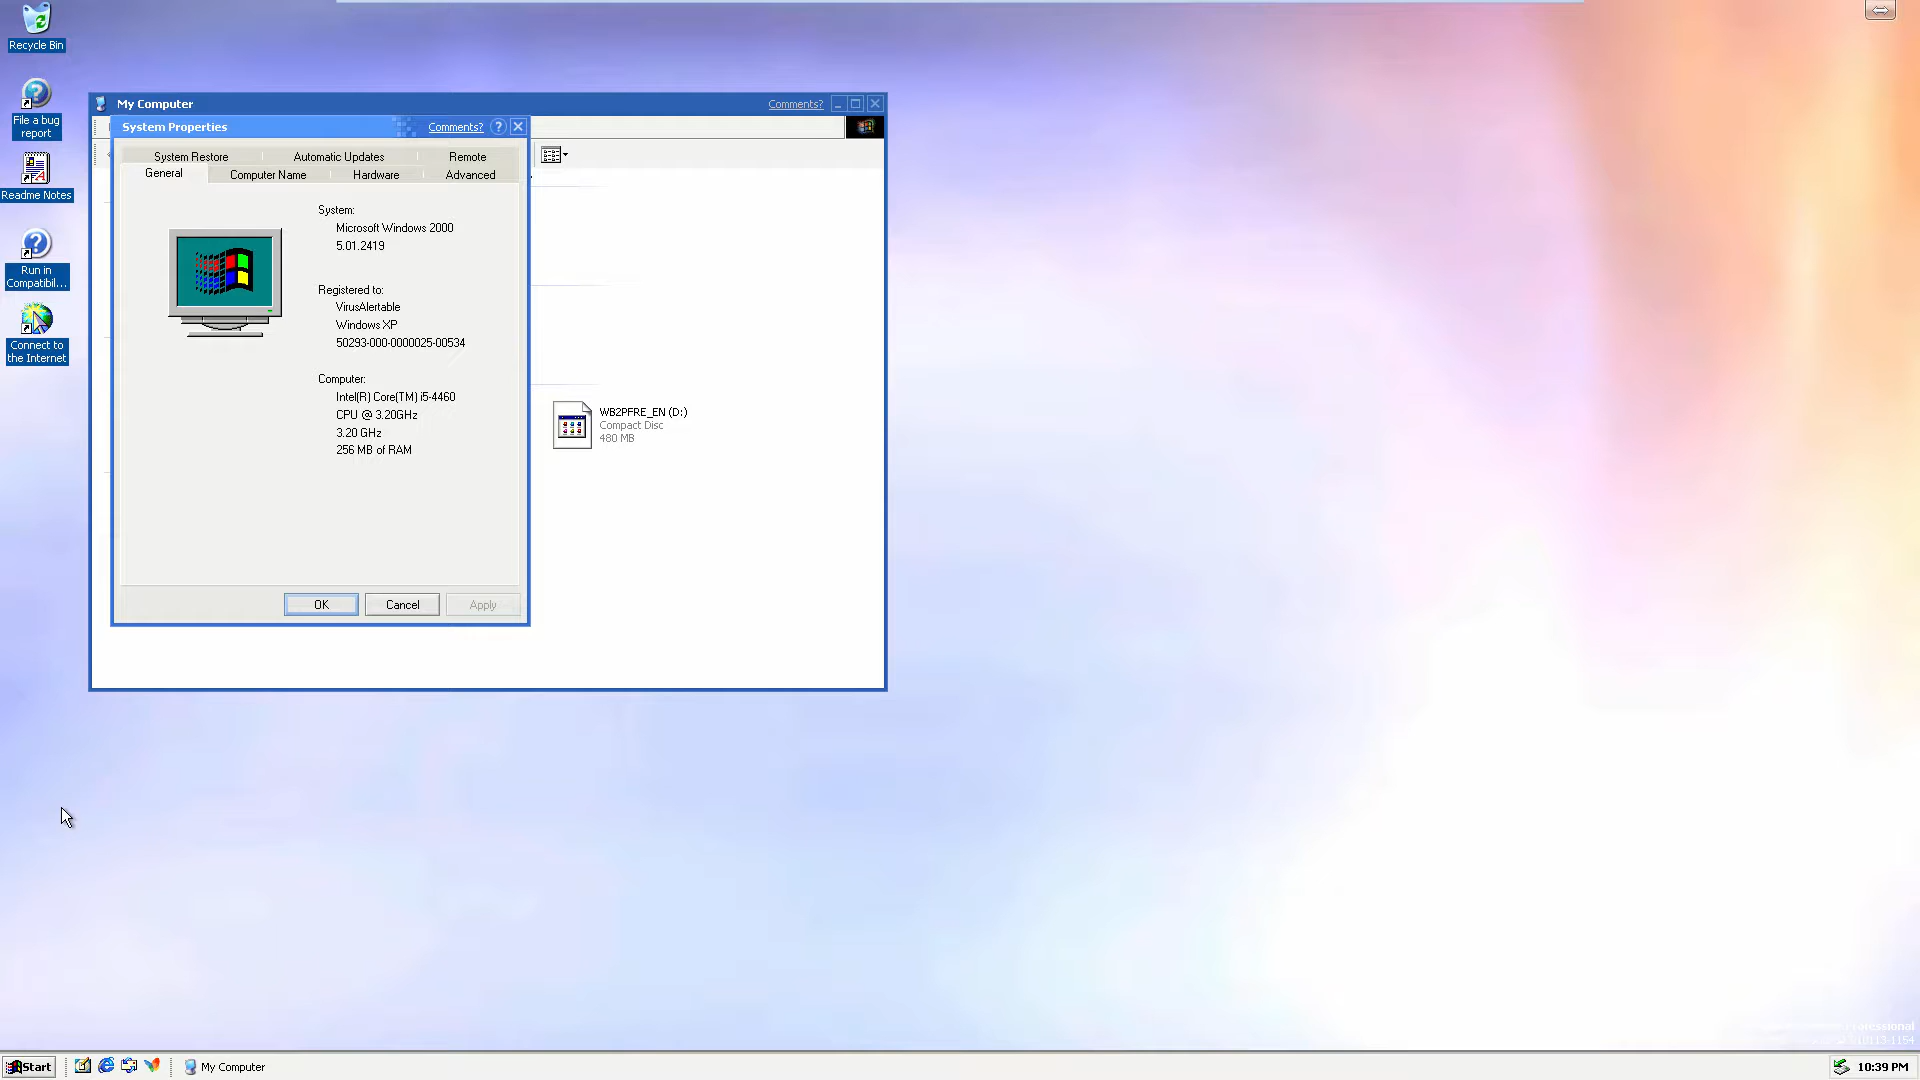 Recycle Bin
File a bug
report
Readme Notes
Run in
Compatibil...
Connect to
the Internet
My Computer
Comments?
System Properties
Comments?
System Restore
Automatic Updates
Remote
General
Computer Name
Hardware
Advanced
System:
Microsoft Windows 2000
5.01.2419
Registered to:
VirusAlertable
Windows XP
50293-000-0000025-00534
Computer:
Intel(R) Core(TM) i5-4460
CPU @ 3.20GHz
3.20 GHz
256 MB of RAM
OK
Cancel
Apply
WB2PFRE_EN (D:)
Compact Disc
480 MB
Professional
Start
My Computer
10:39 PM